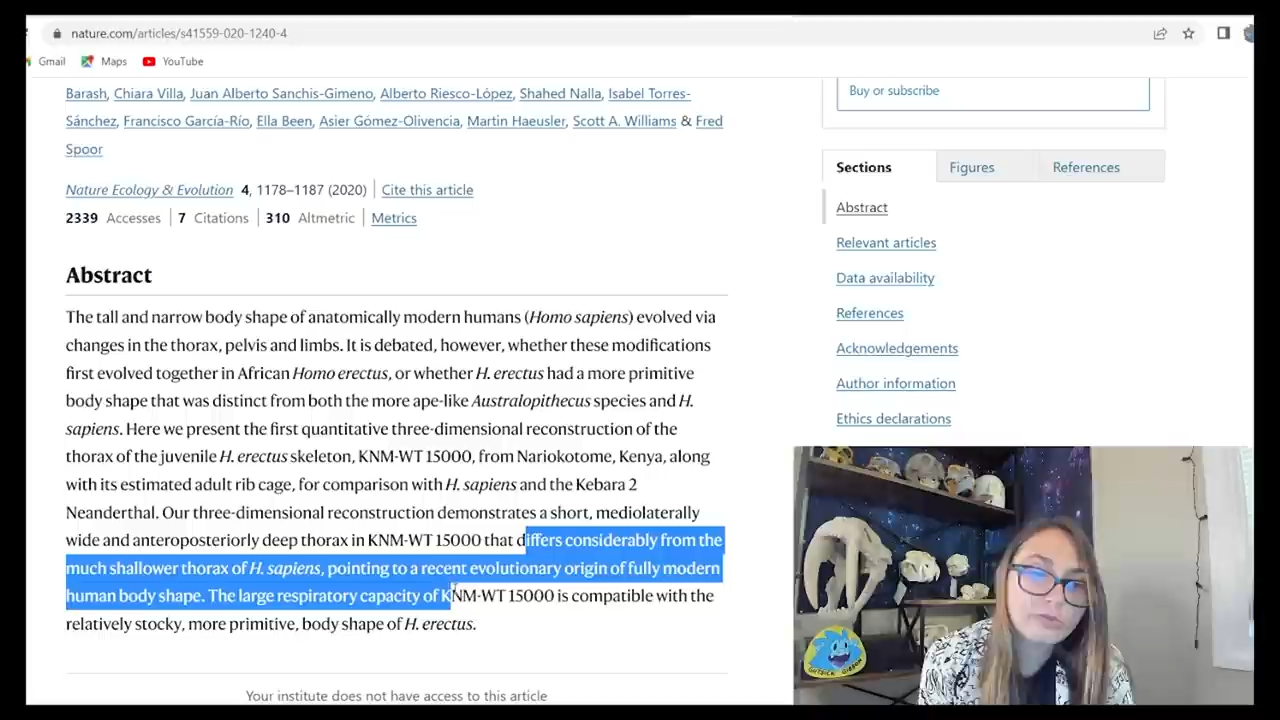 nature.com/articles/s41559-020-1240-4
Gmail Maps YouTube
Barash, Chiara Villa, Juan Alberto Sanchis-Gimeno, Alberto Riesco-López, Shahed Nalla, Isabel Torres-
Sánchez, Francisco García-Río, Ella Been, Asier Gómez-Olivencia, Martin Haeusler, Scott A. Williams & Fred
Spoor
Nature Ecology & Evolution 4, 1178–1187 (2020) Cite this article
2339 Accesses 7 Citations 310 Altmetric Metrics
Abstract
The tall and narrow body shape of anatomically modern humans (Homo sapiens) evolved via
changes in the thorax, pelvis and limbs. It is debated, however, whether these modifications
first evolved together in African Homo erectus, or whether H. erectus had a more primitive
body shape that was distinct from both the more ape-like Australopithecus species and H.
sapiens. Here we present the first quantitative three-dimensional reconstruction of the
thorax of the juvenile H. erectus skeleton, KNM-WT 15000, from Nariokotome, Kenya, along
with its estimated adult rib cage, for comparison with H. sapiens and the Kebara 2
Neanderthal. Our three-dimensional reconstruction demonstrates a short, mediolaterally
wide and anteroposteriorly deep thorax in KNM-WT 15000 that differs considerably from the
much shallower thorax of H. sapiens, pointing to a recent evolutionary origin of fully modern
human body shape. The large respiratory capacity of KNM-WT 15000 is compatible with the
relatively stocky, more primitive, body shape of H. erectus.
Your institute does not have access to this article
Buy or subscribe
Sections Figures References
Abstract
Relevant articles
Data availability
References
Acknowledgements
Author information
Ethics declarations
GUTSICK GIBBON